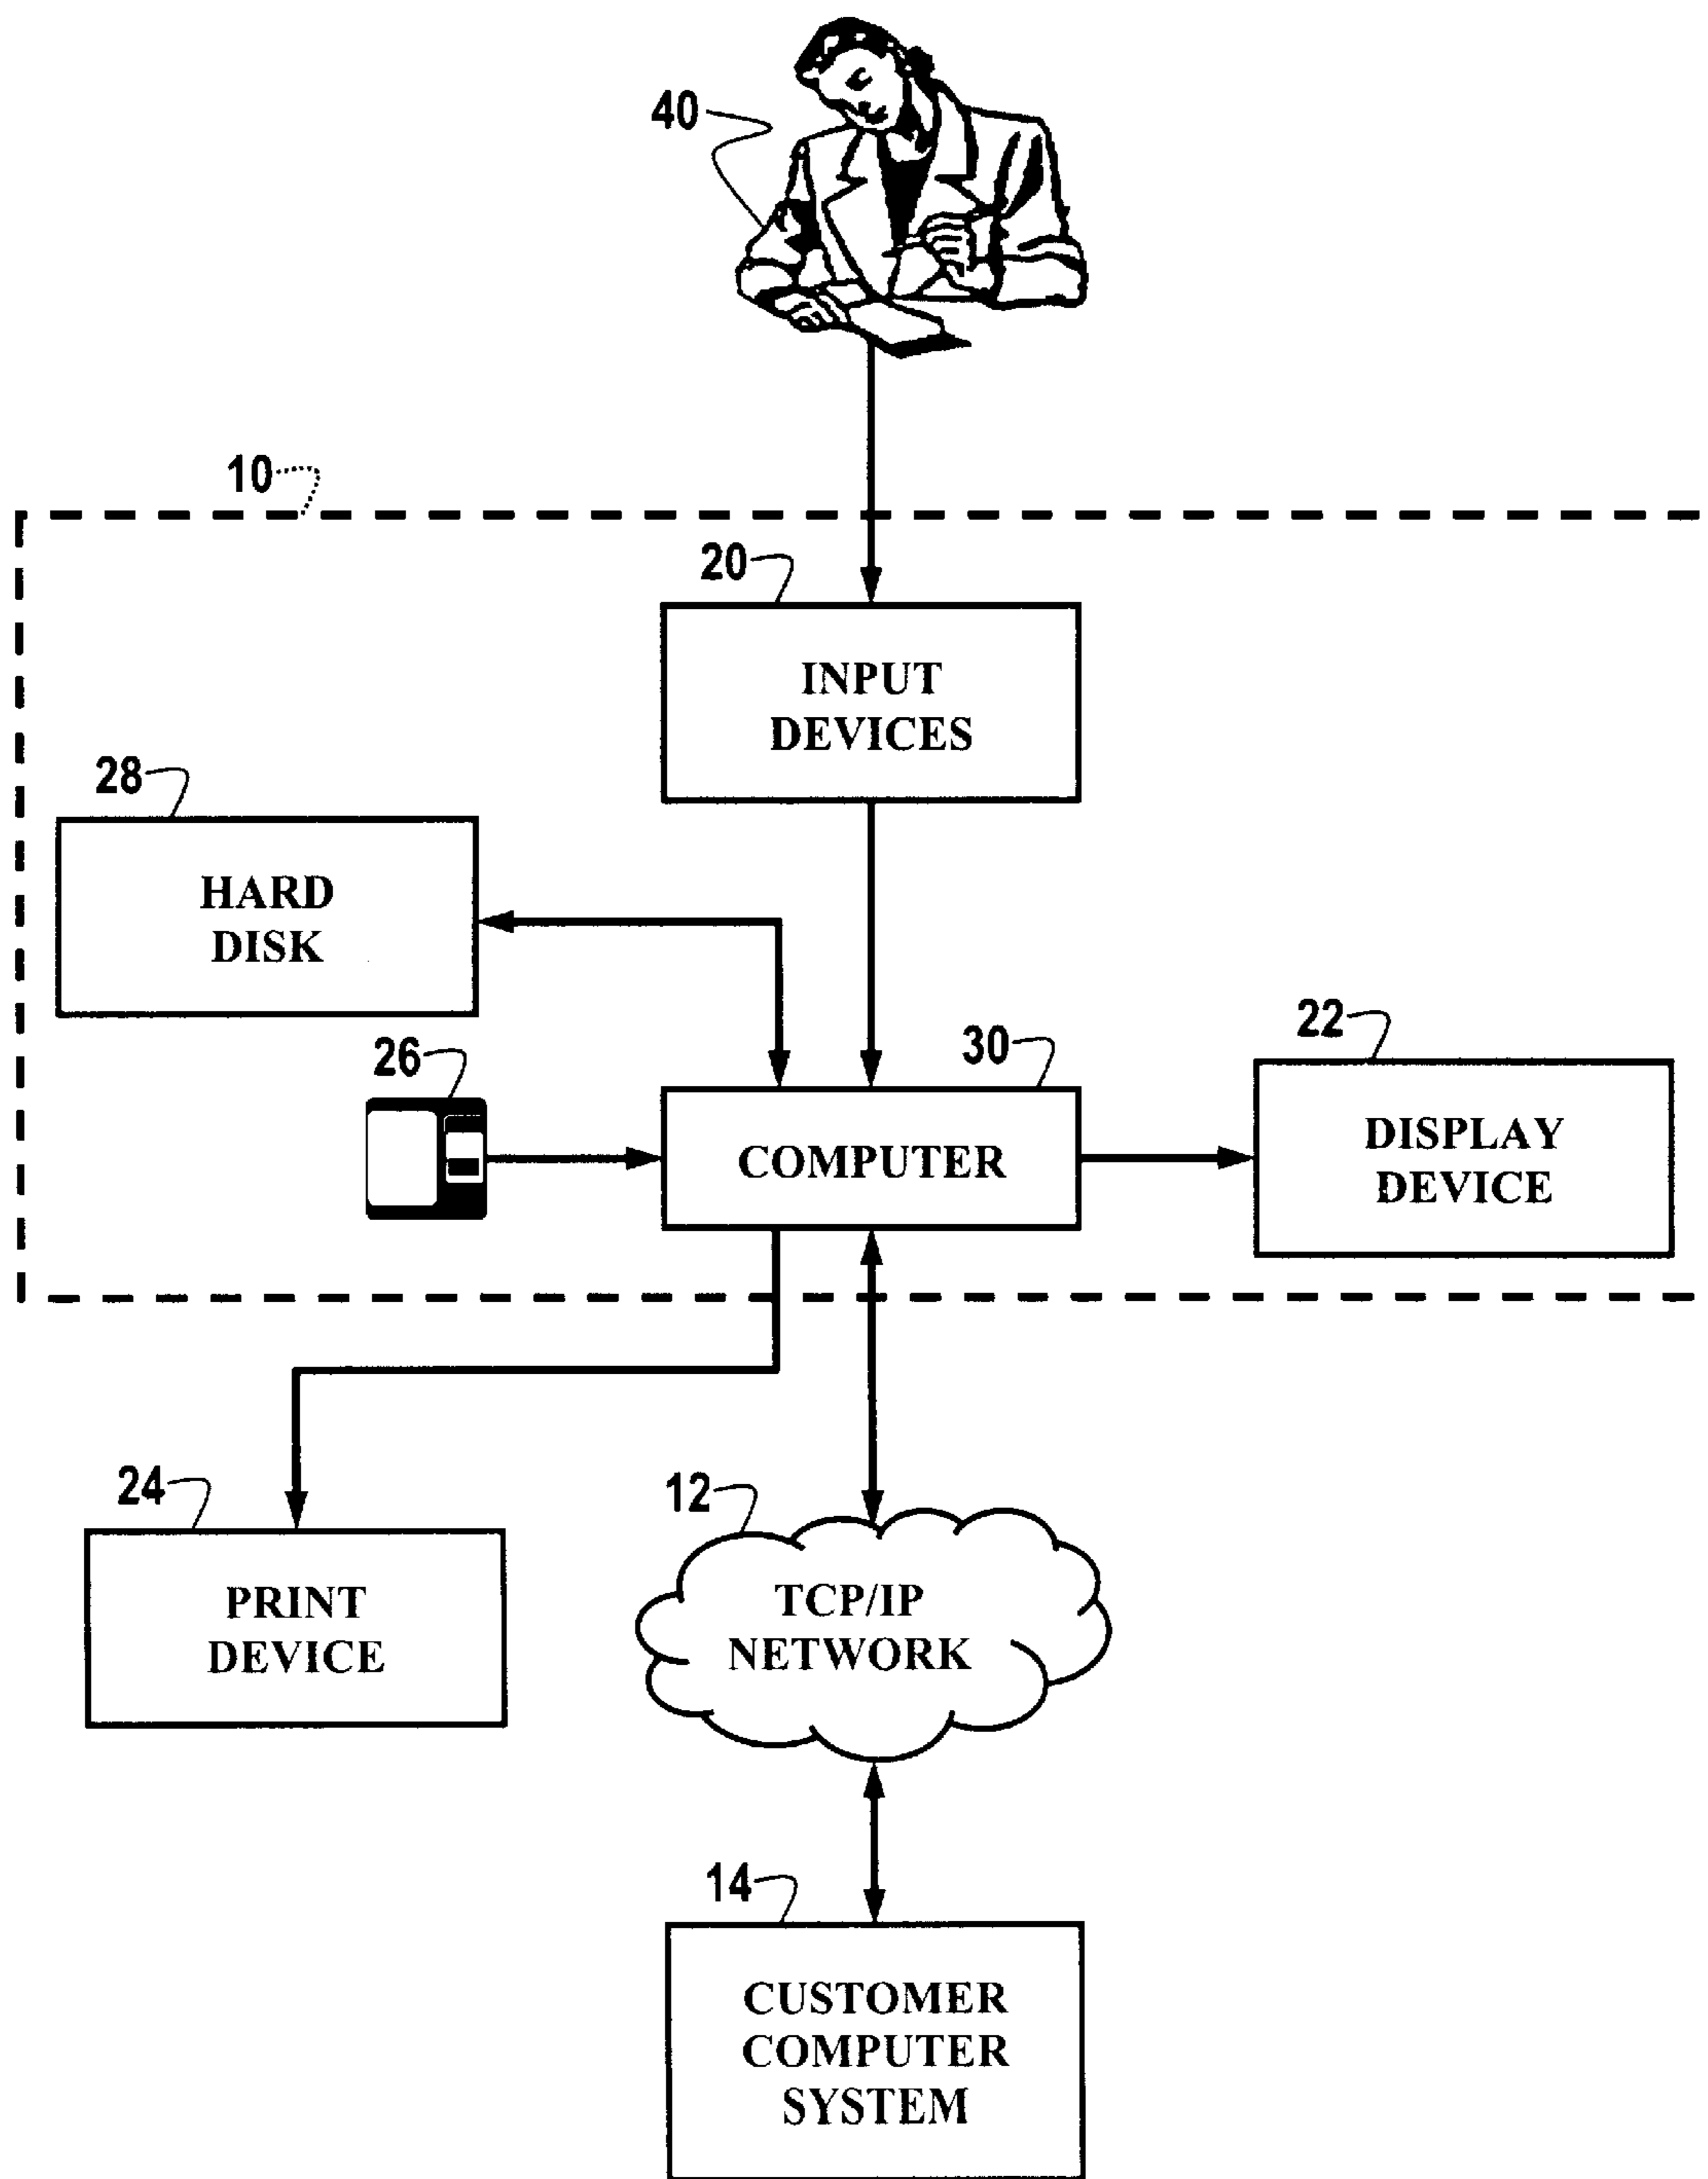 40
10
20
INPUT
DEVICES
28
HARD
DISK
26
30
COMPUTER
22
DISPLAY
DEVICE
24
PRINT
DEVICE
12
TCP/IP
NETWORK
14
CUSTOMER
COMPUTER
SYSTEM